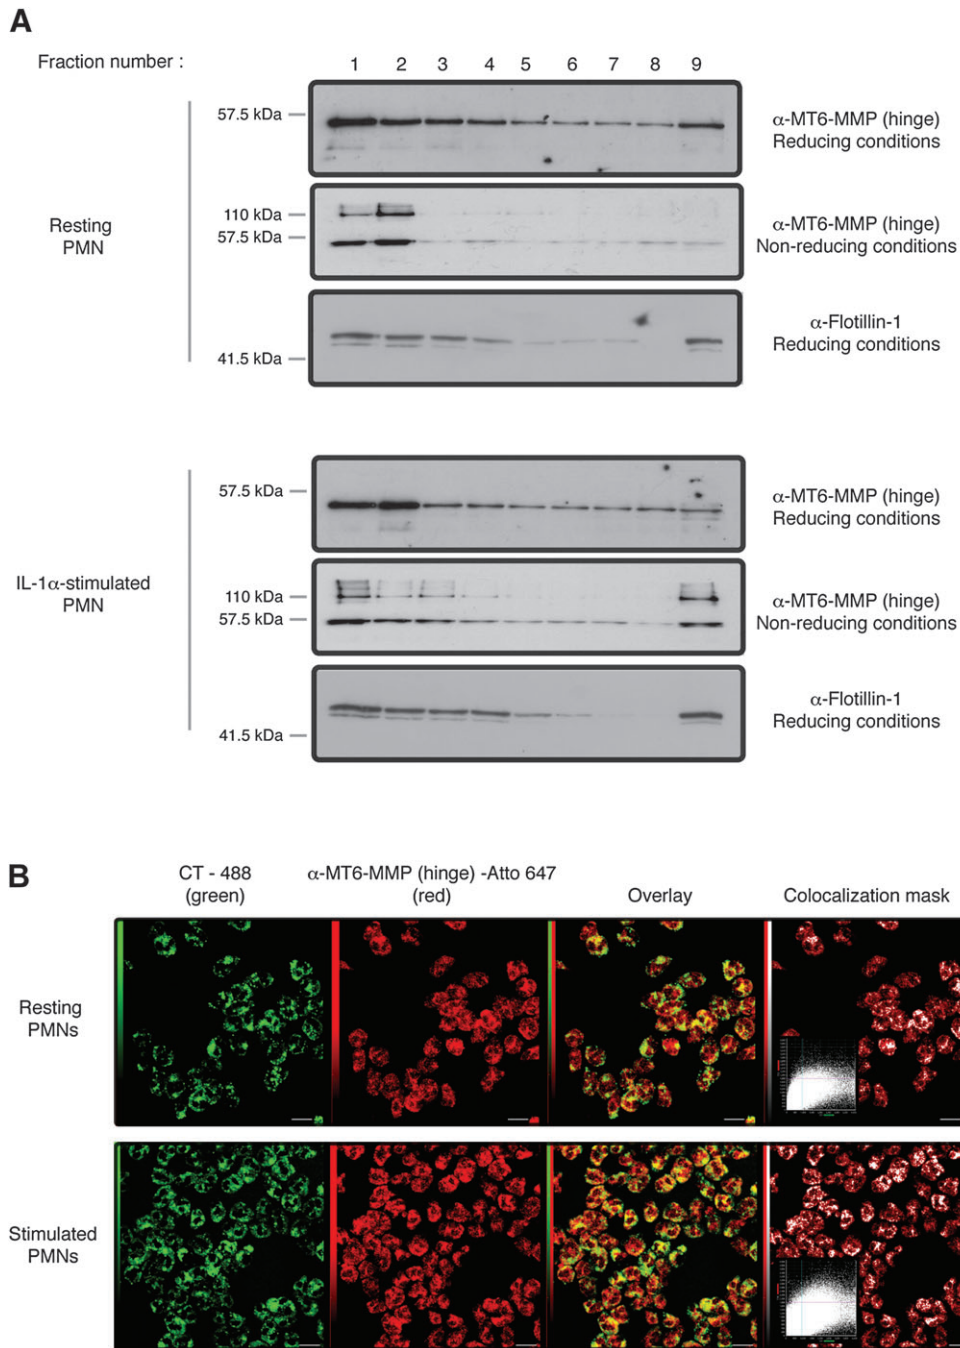 A
Fraction number :
1 2 3 4 5 6 7 8 9
57.5 kDa
α-MT6-MMP (hinge)
Reducing conditions
Resting
PMN
110 kDa
57.5 kDa
α-MT6-MMP (hinge)
Non-reducing conditions
α-Flotillin-1
Reducing conditions
41.5 kDa
IL-1α-stimulated
PMN
57.5 kDa
α-MT6-MMP (hinge)
Reducing conditions
110 kDa
57.5 kDa
α-MT6-MMP (hinge)
Non-reducing conditions
α-Flotillin-1
Reducing conditions
41.5 kDa
B
CT - 488
(green)
α-MT6-MMP (hinge) -Atto 647
(red)
Overlay
Colocalization mask
Resting
PMNs
Stimulated
PMNs